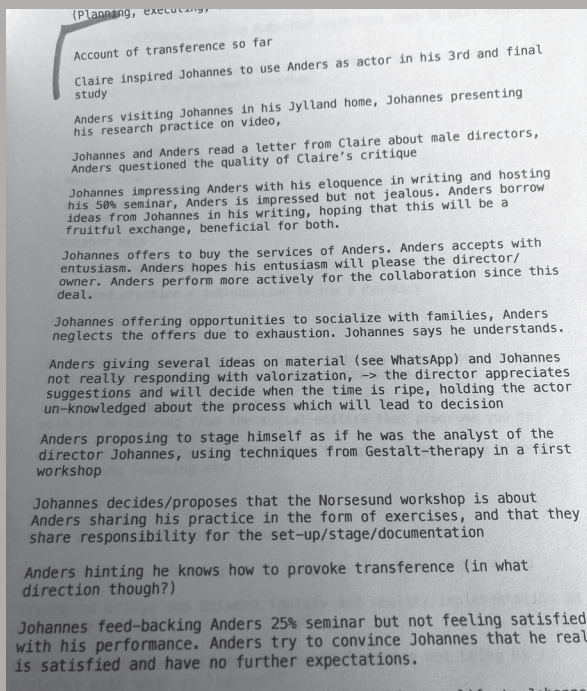 (Planning, executing,
Account of transference so far
Claire inspired Johannes to use Anders as actor in his 3rd and final
study
Anders visiting Johannes in his Jylland home, Johannes presenting
his research practice on video,
Johannes and Anders read a letter from Claire about male directors,
Anders questioned the quality of Claire's critique
Johannes impressing Anders with his eloquence in writing and hosting
his 50% seminar, Anders is impressed but not jealous. Anders borrow
ideas from Johannes in his writing, hoping that this will be a
fruitful exchange, beneficial for both.
Johannes offers to buy the services of Anders. Anders accepts with
entusiasm. Anders hopes his entusiasm will please the director/
owner. Anders perform more actively for the collaboration since this
deal.
Johannes offering opportunities to socialize with families, Anders
neglects the offers due to exhaustion. Johannes says he understands.
Anders giving several ideas on material (see WhatsApp) and Johannes
not really responding with valorization, —> the director appreciates
suggestions and will decide when the time is ripe, holding the actor
un-knowledged about the process which will lead to decision
Anders proposing to stage himself as if he was the analyst of the
director Johannes, using techniques from Gestalt-therapy in a first
workshop
Johannes decides/proposes that the Norsesund workshop is about
Anders sharing his practice in the form of exercises, and that they
share responsibility for the set-up/stage/documentation
Anders hinting he knows how to provoke transference (in what
direction though?)
Johannes feed-backing Anders 25% seminar but not feeling satisfied
with his performance. Anders try to convince Johannes that he real
is satisfied and have no further expectations.